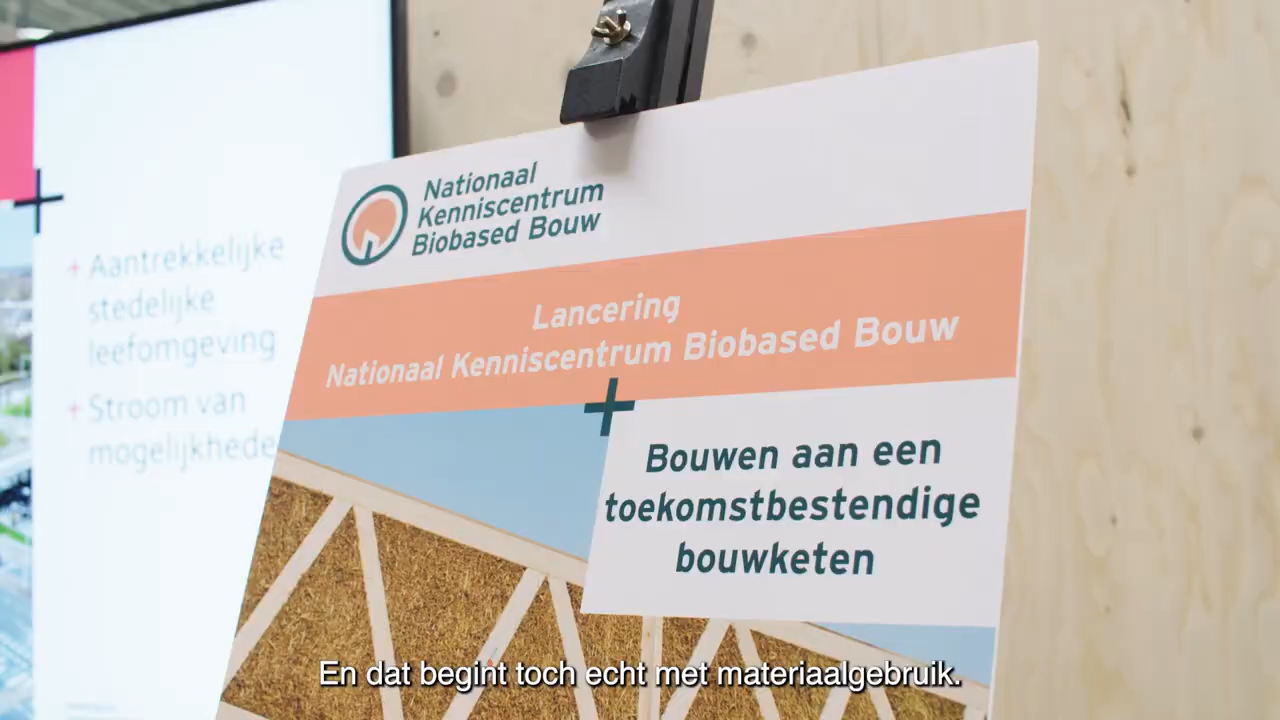 Nationaal
Kenniscentrum
Biobased Bouw
Lancering
Nationaal Kenniscentrum Biobased Bouw
Bouwen aan een
toekomstbestendige
bouwketen
+ Aantrekkelijke
stedelijke
leefomgeving
+ Stroom van
mogelijkhede
En dat begint toch echt met materiaalgebruik.